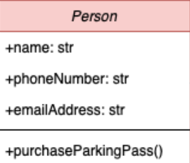 Person
+name: str
+phoneNumber: str
+emailAddress: str
+purchaseParkingPass()